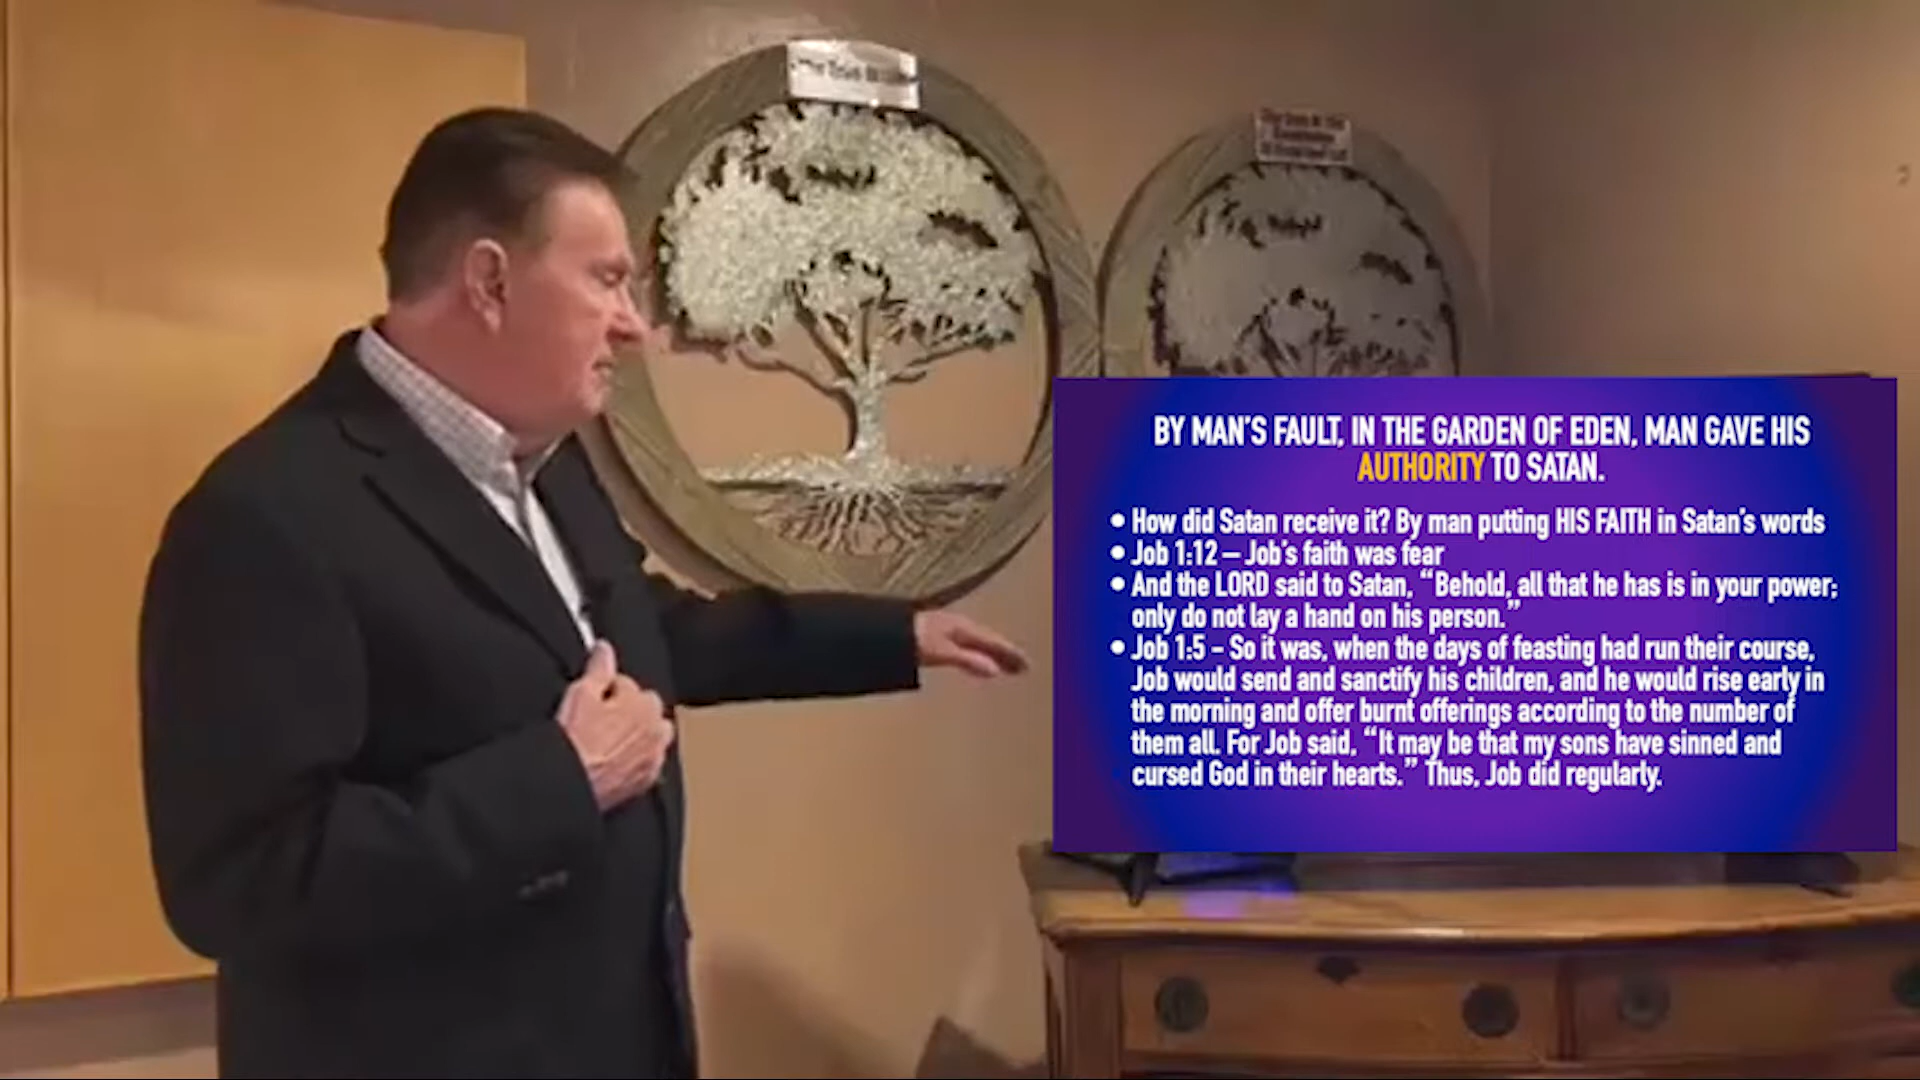 BY MAN'S FAULT, IN THE GARDEN OF EDEN, MAN GAVE HIS
AUTHORITY TO SATAN.
• How did Satan receive it? By man putting HIS FAITH in Satan's words
• Job 1:12 – Job's faith was fear
• And the LORD said to Satan, “Behold, all that he has is in your power;
only do not lay a hand on his person.”
• Job 1:5 - So it was, when the days of feasting had run their course,
Job would send and sanctify his children, and he would rise early in
the morning and offer burnt offerings according to the number of
them all. For Job said, “It may be that my sons have sinned and
cursed God in their hearts.” Thus, Job did regularly.